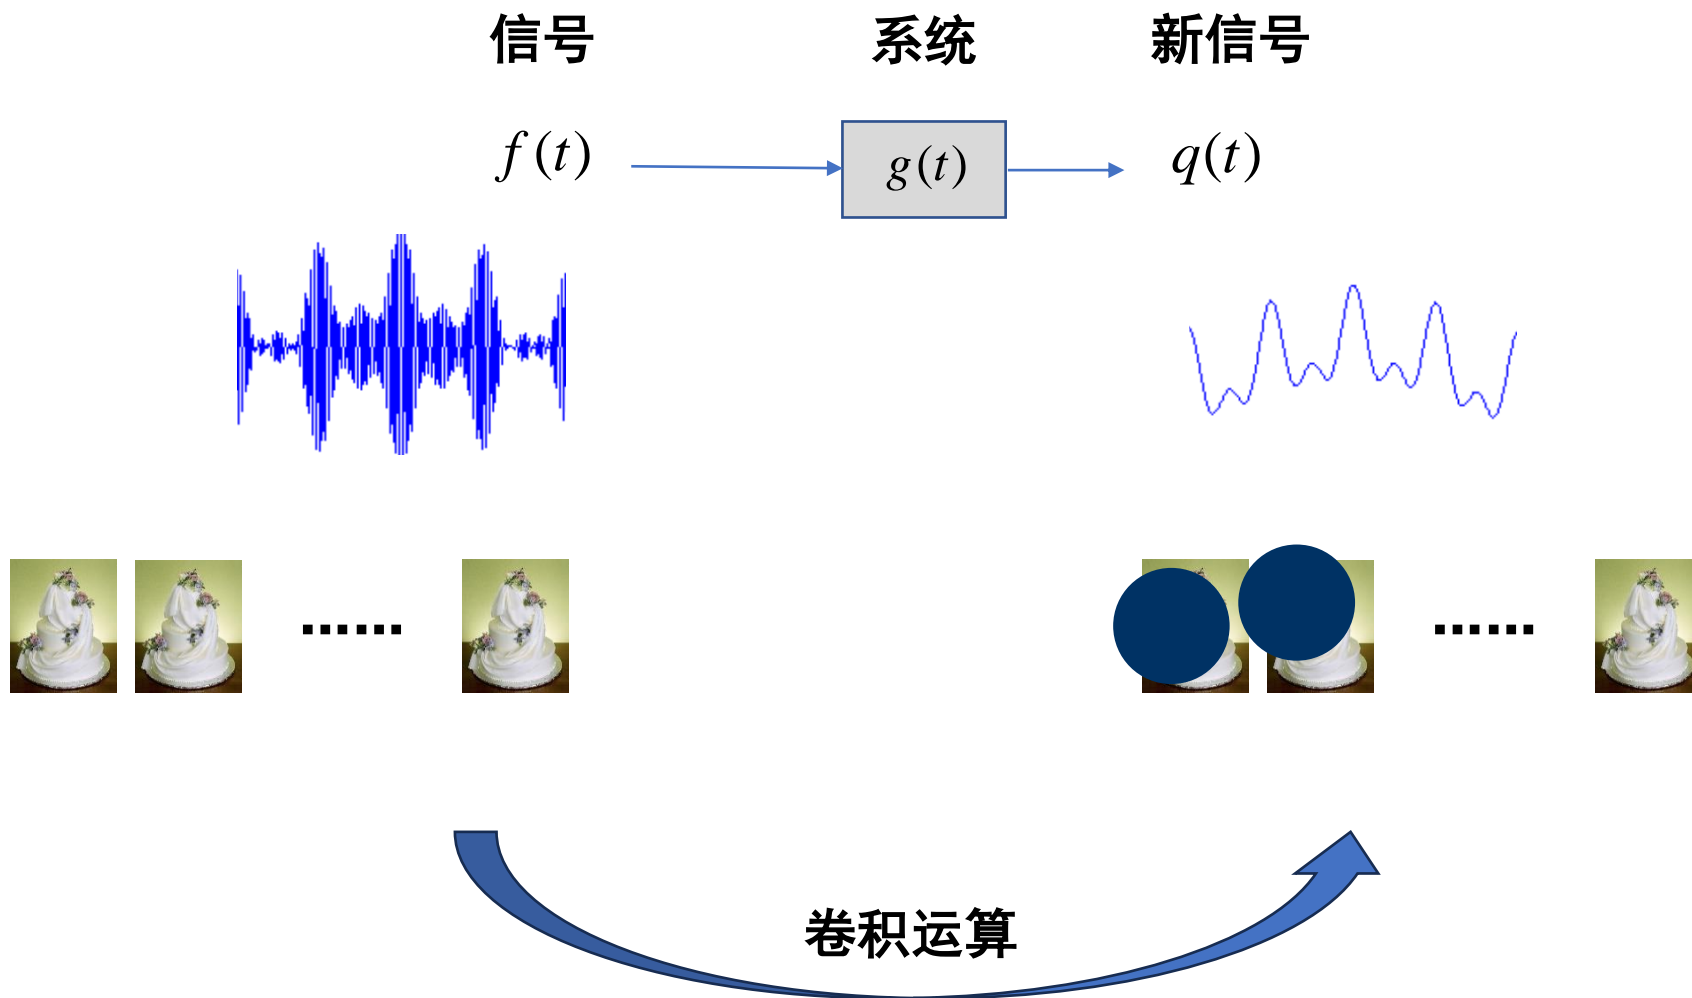 信号 系统 新信号
f(t) g(t) q(t)
......
......
卷积运算